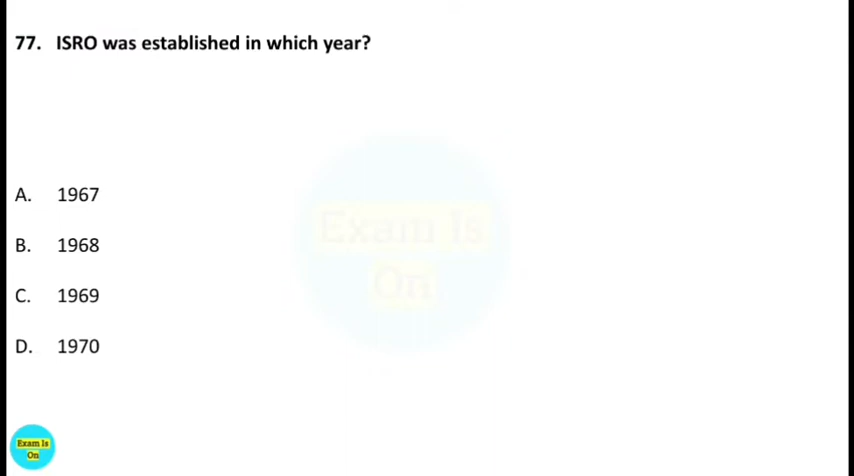 77. ISRO was established in which year?
Exam Is
On
A. 1967
B. 1968
C. 1969
D. 1970
Exam Is
On